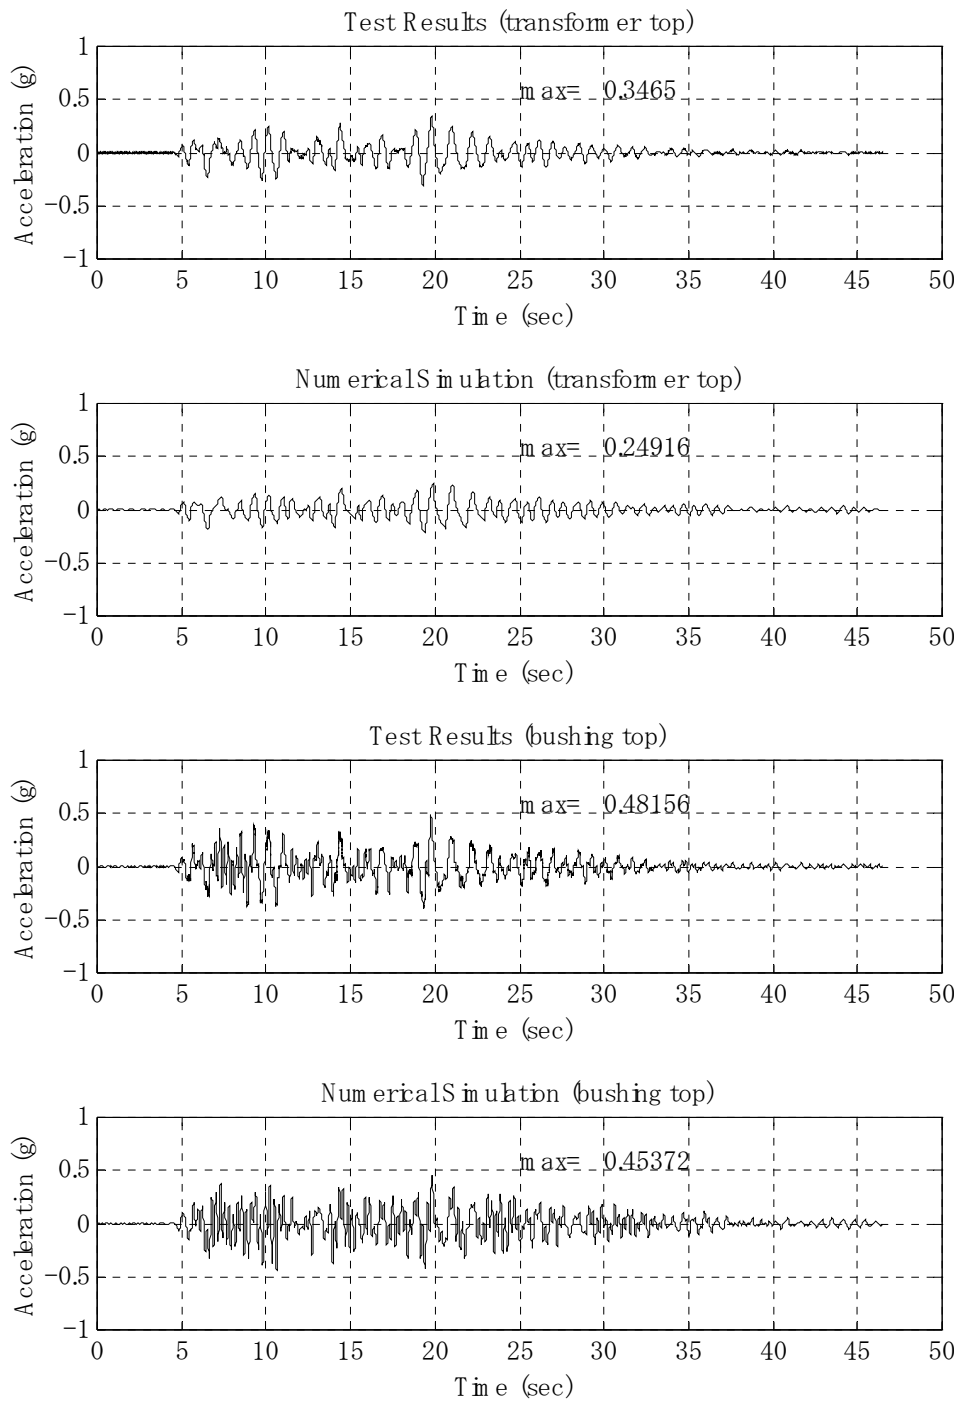 Test Results (transformer top)
1
0.5
0
-0.5
-1
Acceleration (g)
max= 0.3465
0 5 10 15 20 25 30 35 40 45 50
Time (sec)
Numerical Simulation (transformer top)
1
0.5
0
-0.5
-1
Acceleration (g)
max= 0.24916
0 5 10 15 20 25 30 35 40 45 50
Time (sec)
Test Results (bushing top)
1
0.5
0
-0.5
-1
Acceleration (g)
max= 0.48156
0 5 10 15 20 25 30 35 40 45 50
Time (sec)
Numerical Simulation (bushing top)
1
0.5
0
-0.5
-1
Acceleration (g)
max= 0.45372
0 5 10 15 20 25 30 35 40 45 50
Time (sec)